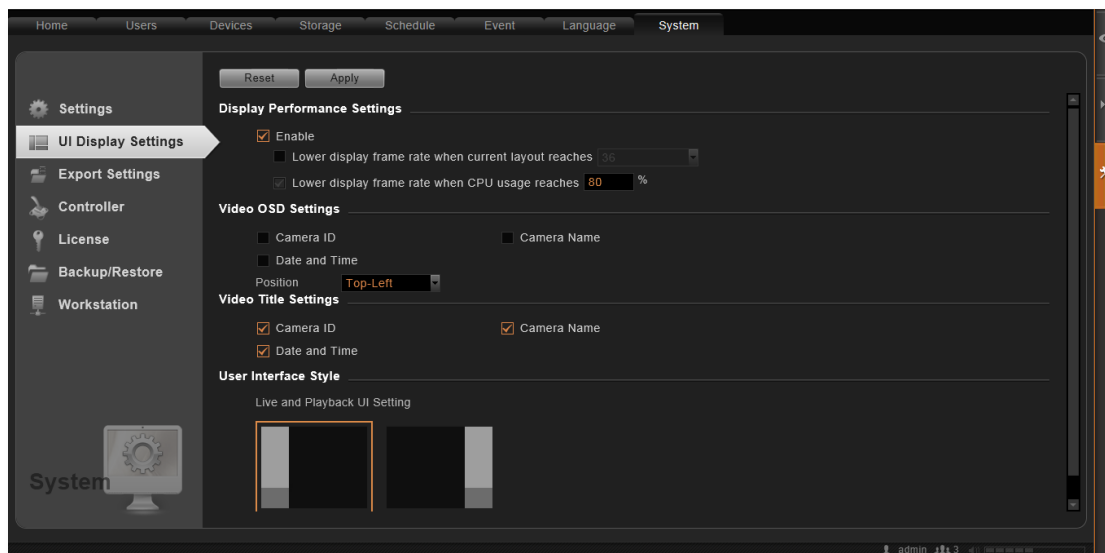 Home Users Devices Storage Schedule Event Language System
Reset Apply
Settings
UI Display Settings
Export Settings
Controller
License
Backup/Restore
Workstation
System
Display Performance Settings
Enable
Lower display frame rate when current layout reaches 36
Lower display frame rate when CPU usage reaches 80 %
Video OSD Settings
Camera ID Camera Name
Date and Time
Position Top-Left
Video Title Settings
Camera ID Camera Name
Date and Time
User Interface Style
Live and Playback UI Setting
admin 3